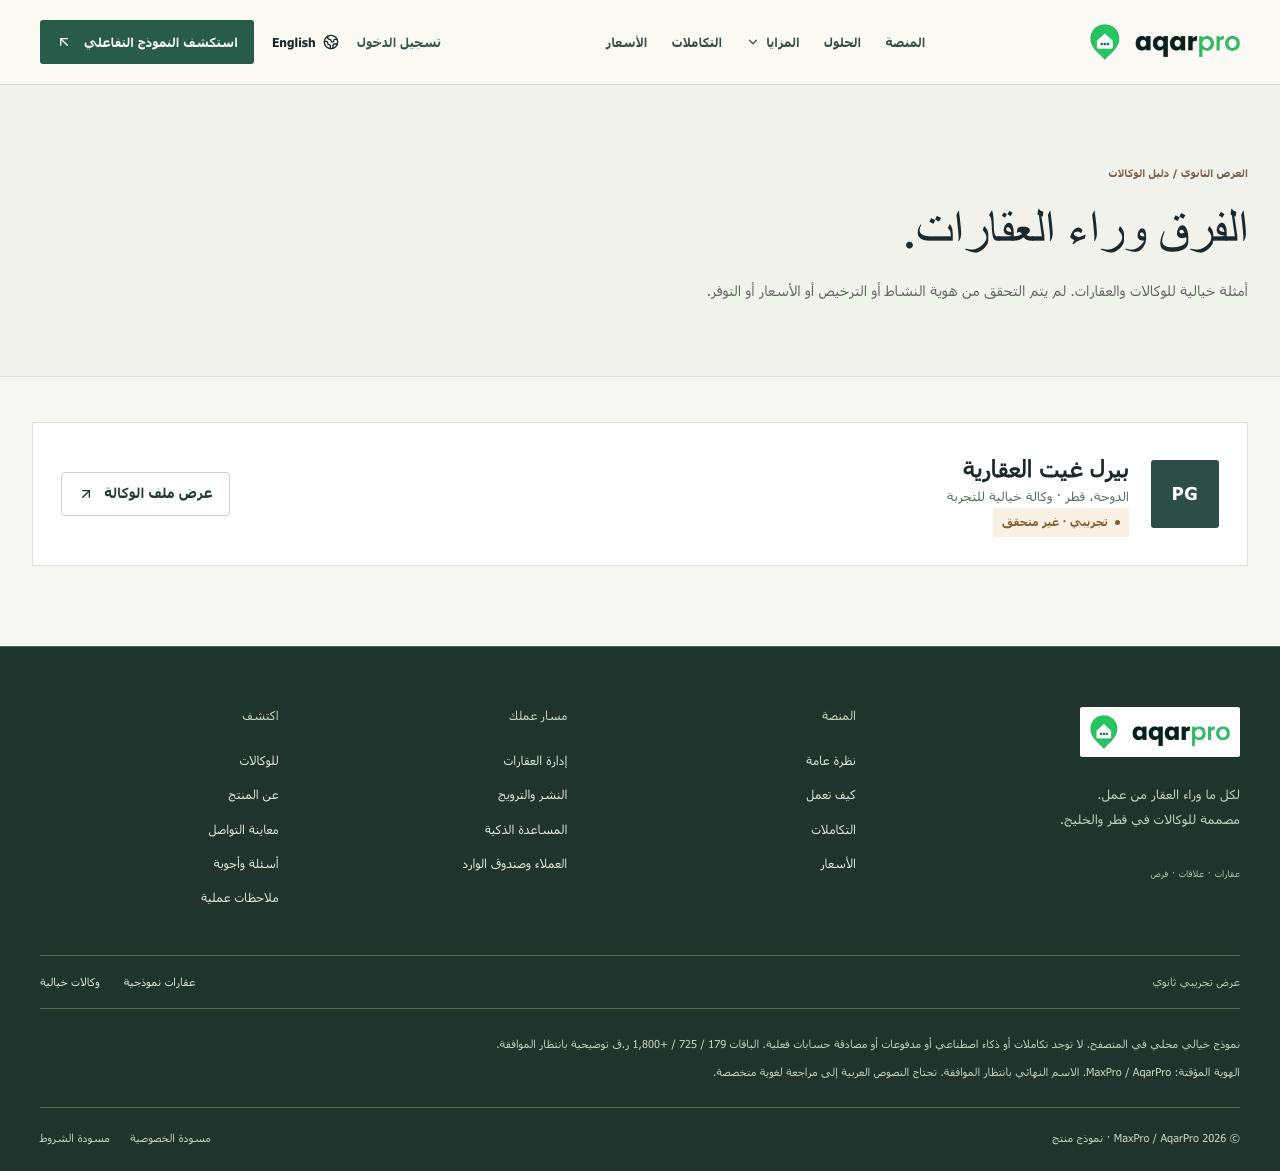 aqarpro
المنصة
الحلول
المزايا
التكاملات
الأسعار
تسجيل الدخول
English
استكشف النموذج التفاعلي
العرض الثانوي / دليل الوكالات
الفرق وراء العقارات.
أمثلة خيالية للوكالات والعقارات. لم يتم التحقق من هوية النشاط أو الترخيص أو الأسعار أو التوفر.
PG
بيرل غيت العقارية
الدوحة، قطر · وكالة خيالية للتجربة
تجريبي · غير متحقق
عرض ملف الوكالة
aqarpro
لكل ما وراء العقار من عمل.
مصممة للوكالات في قطر والخليج.
عقارات · علاقات · فرص
المنصة
نظرة عامة
كيف تعمل
التكاملات
الأسعار
مسار عملك
إدارة العقارات
النشر والترويج
المساعدة الذكية
العملاء وصندوق الوارد
اكتشف
للوكالات
عن المنتج
معاينة التواصل
أسئلة وأجوبة
ملاحظات عملية
عرض تجريبي ثانوي
عقارات نموذجية
وكالات خيالية
نموذج خيالي محلي في المتصفح. لا توجد تكاملات أو ذكاء اصطناعي أو مدفوعات أو مصادقة حسابات فعلية. الباقات 179 / 725 / +1,800 ر.ق توضيحية بانتظار الموافقة.
الهوية المؤقتة: MaxPro / AqarPro. الاسم النهائي بانتظار الموافقة. تحتاج النصوص العربية إلى مراجعة لغوية متخصصة.
© 2026 MaxPro / AqarPro · نموذج منتج
مسودة الخصوصية
مسودة الشروط